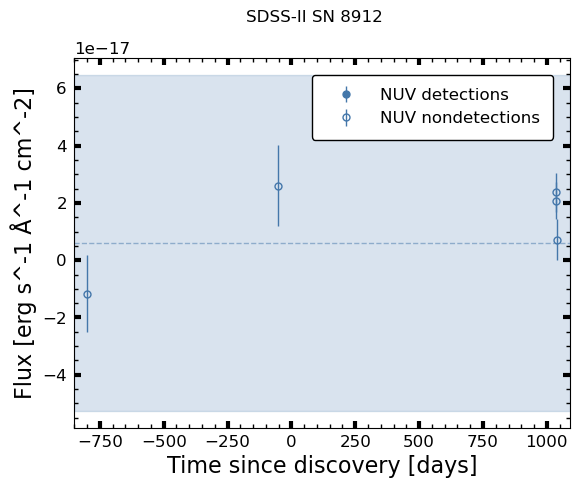 SDSS-II SN 8912
1e−17
NUV detections
NUV nondetections
6
4
2
0
−2
−4
Flux [erg s^-1 Å^-1 cm^-2]
−750 −500 −250 0 250 500 750 1000
Time since discovery [days]